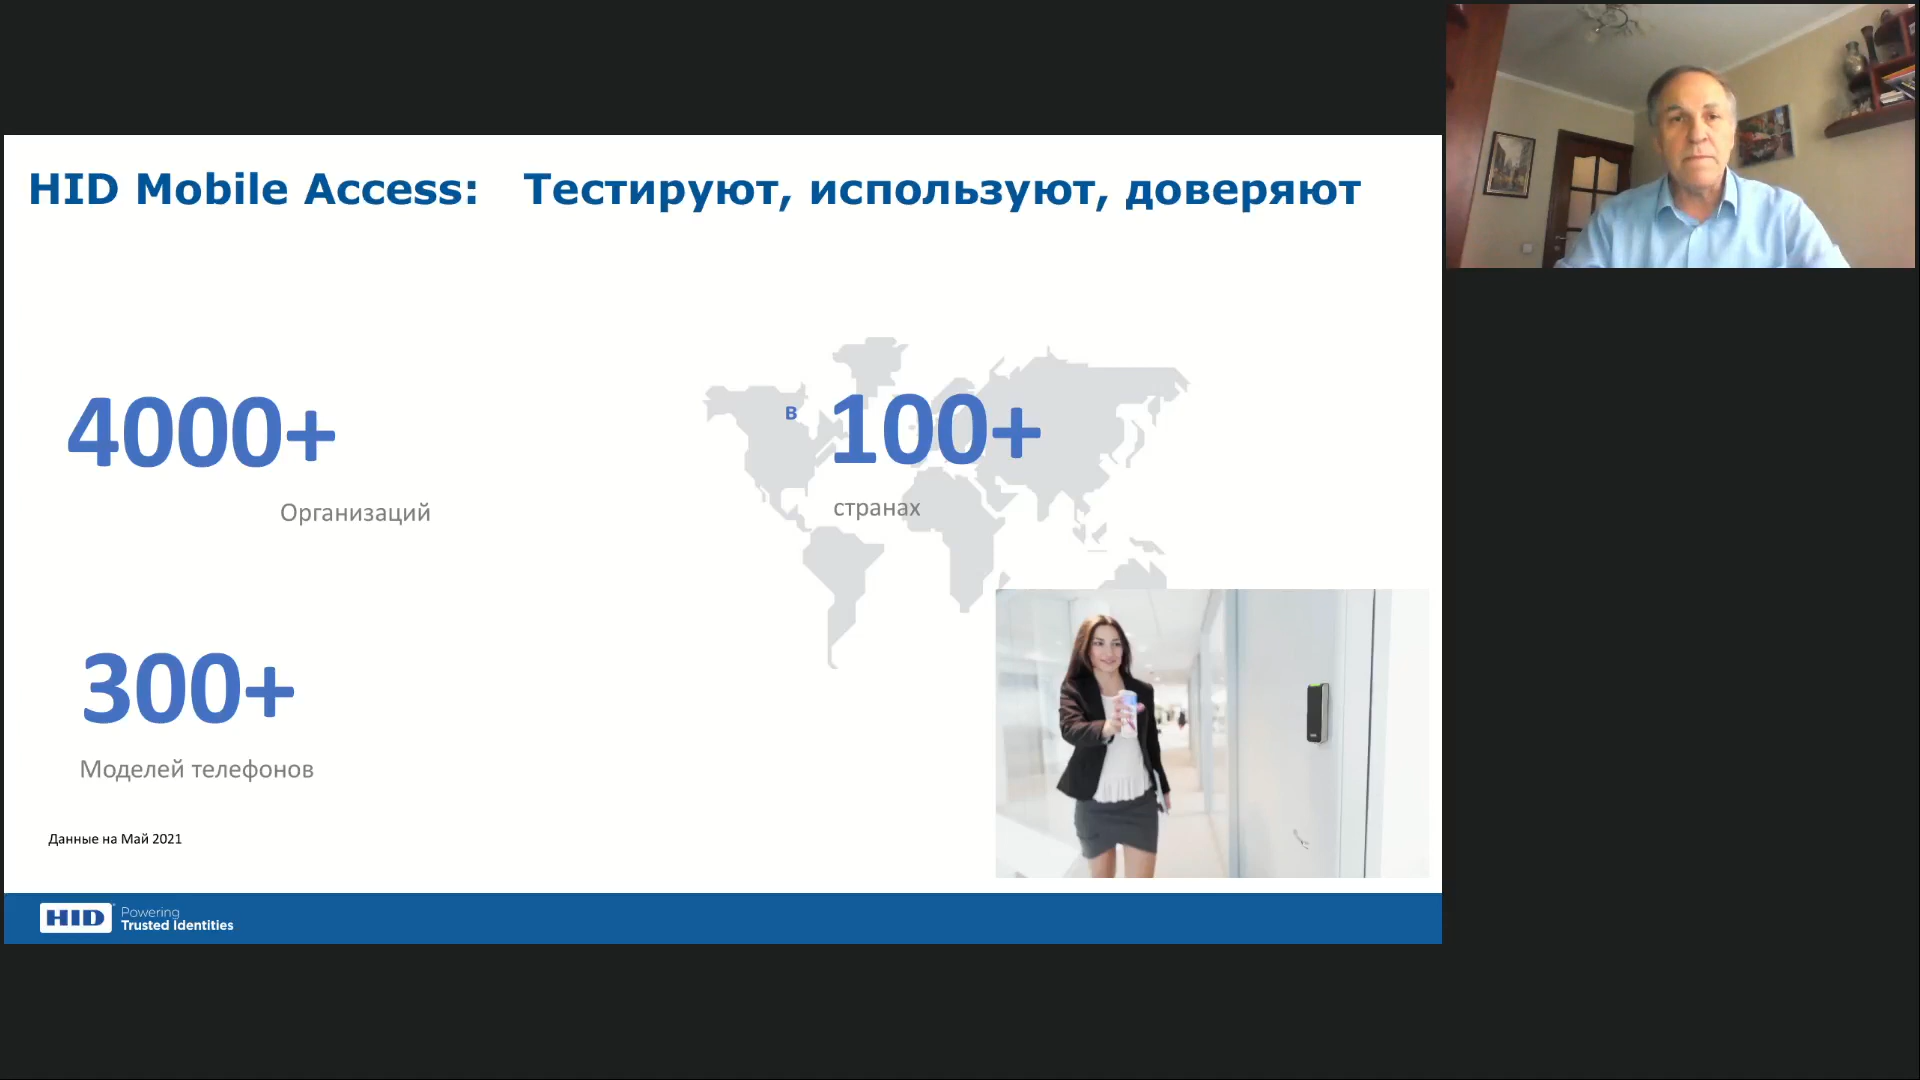 HID Mobile Access: Тестируют, используют, доверяют
4000+
Организаций
в 100+
странах
300+
Моделей телефонов
Данные на Май 2021
HID Powering
Trusted Identities